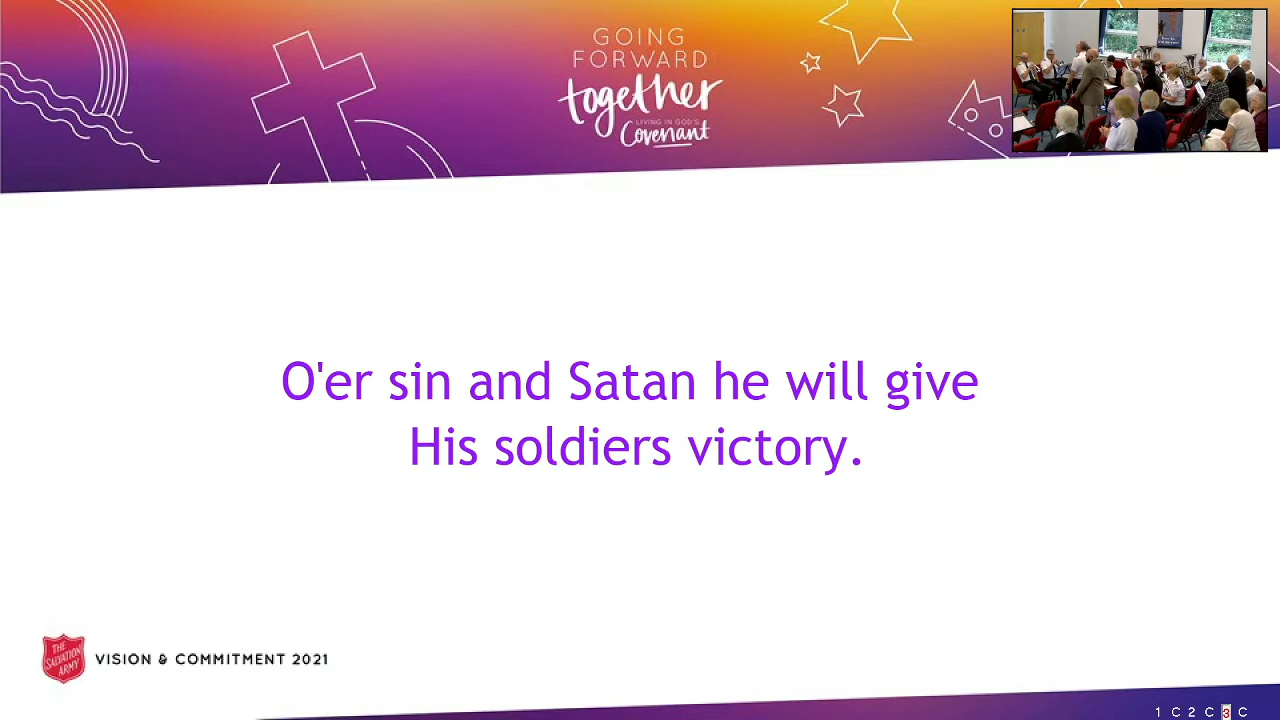 GOING
FORWARD
together
LIVING IN GOD'S
Covenant
O'er sin and Satan he will give
His soldiers victory.
THE
SALVATION
ARMY
VISION & COMMITMENT 2021
1 C 2 C 3 C